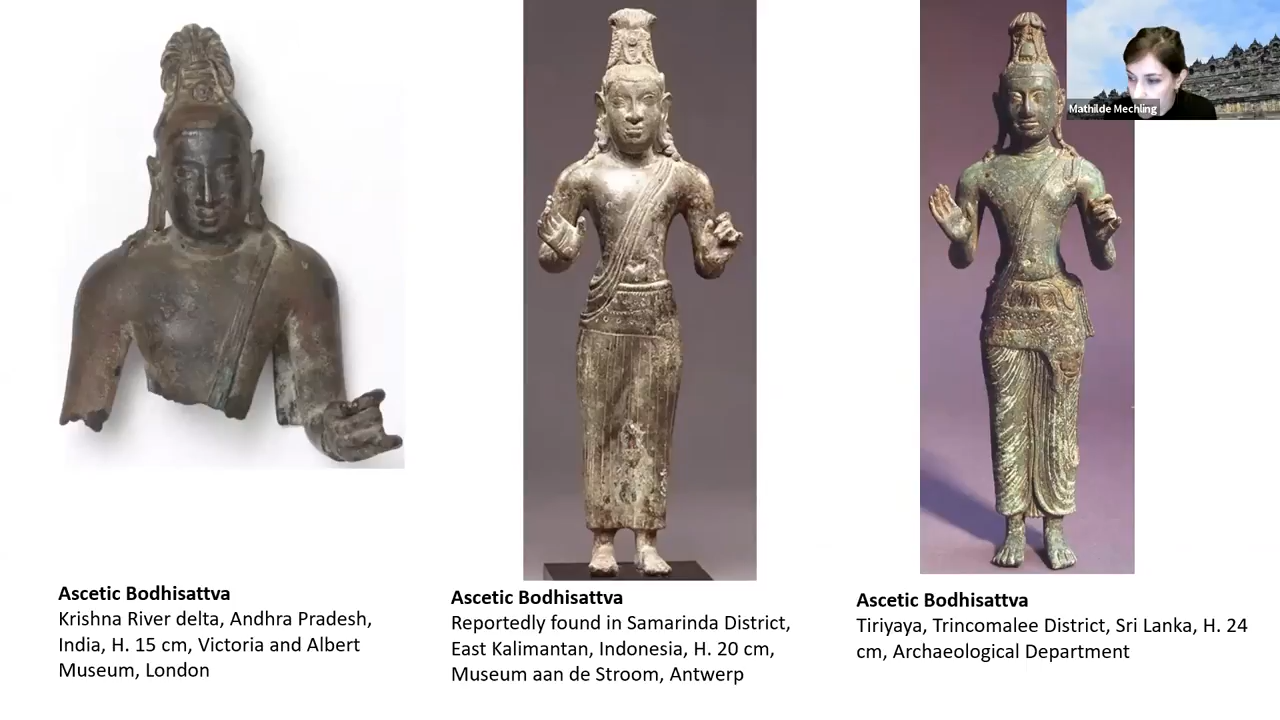 Mathilde Mechling
Ascetic Bodhisattva
Krishna River delta, Andhra Pradesh,
India, H. 15 cm, Victoria and Albert
Museum, London
Ascetic Bodhisattva
Reportedly found in Samarinda District,
East Kalimantan, Indonesia, H. 20 cm,
Museum aan de Stroom, Antwerp
Ascetic Bodhisattva
Tiriyaya, Trincomalee District, Sri Lanka, H. 24
cm, Archaeological Department